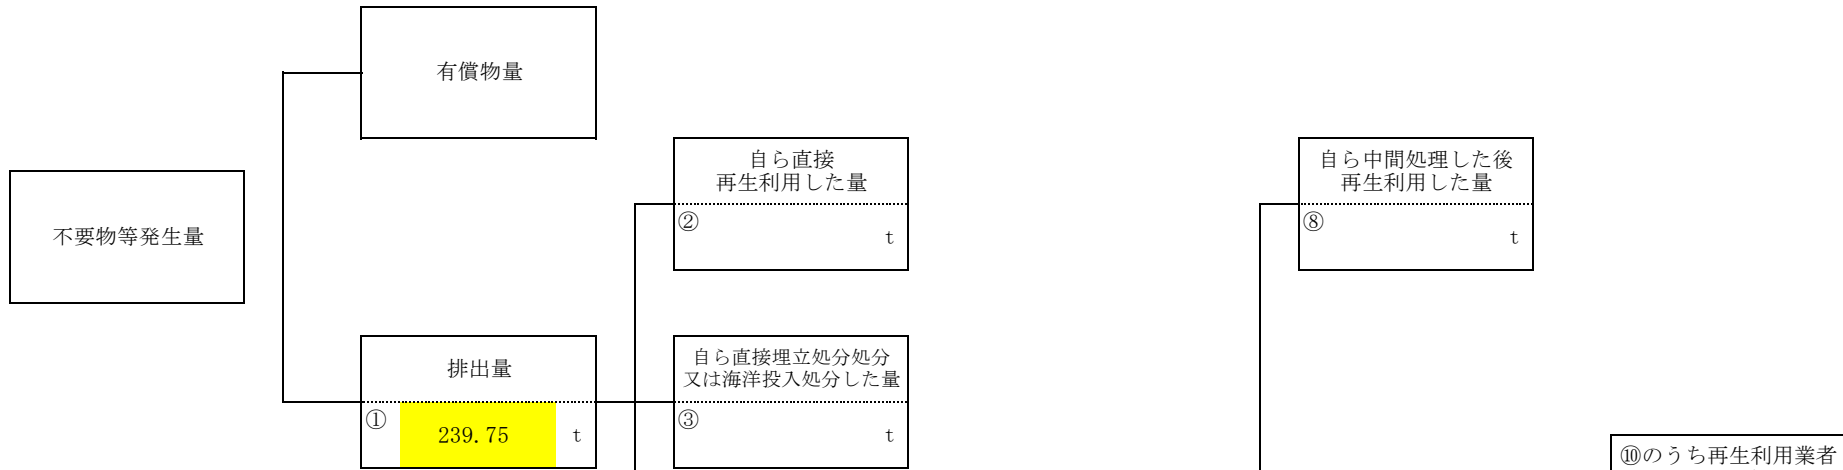 有償物量
自ら直接
再生利用した量
②
t
自ら中間処理した後
再生利用した量
⑧
t
不要物等発生量
排出量
①
239.75
t
自ら直接埋立処分処分
又は海洋投入処分した量
③
t
⑩のうち再生利用業者